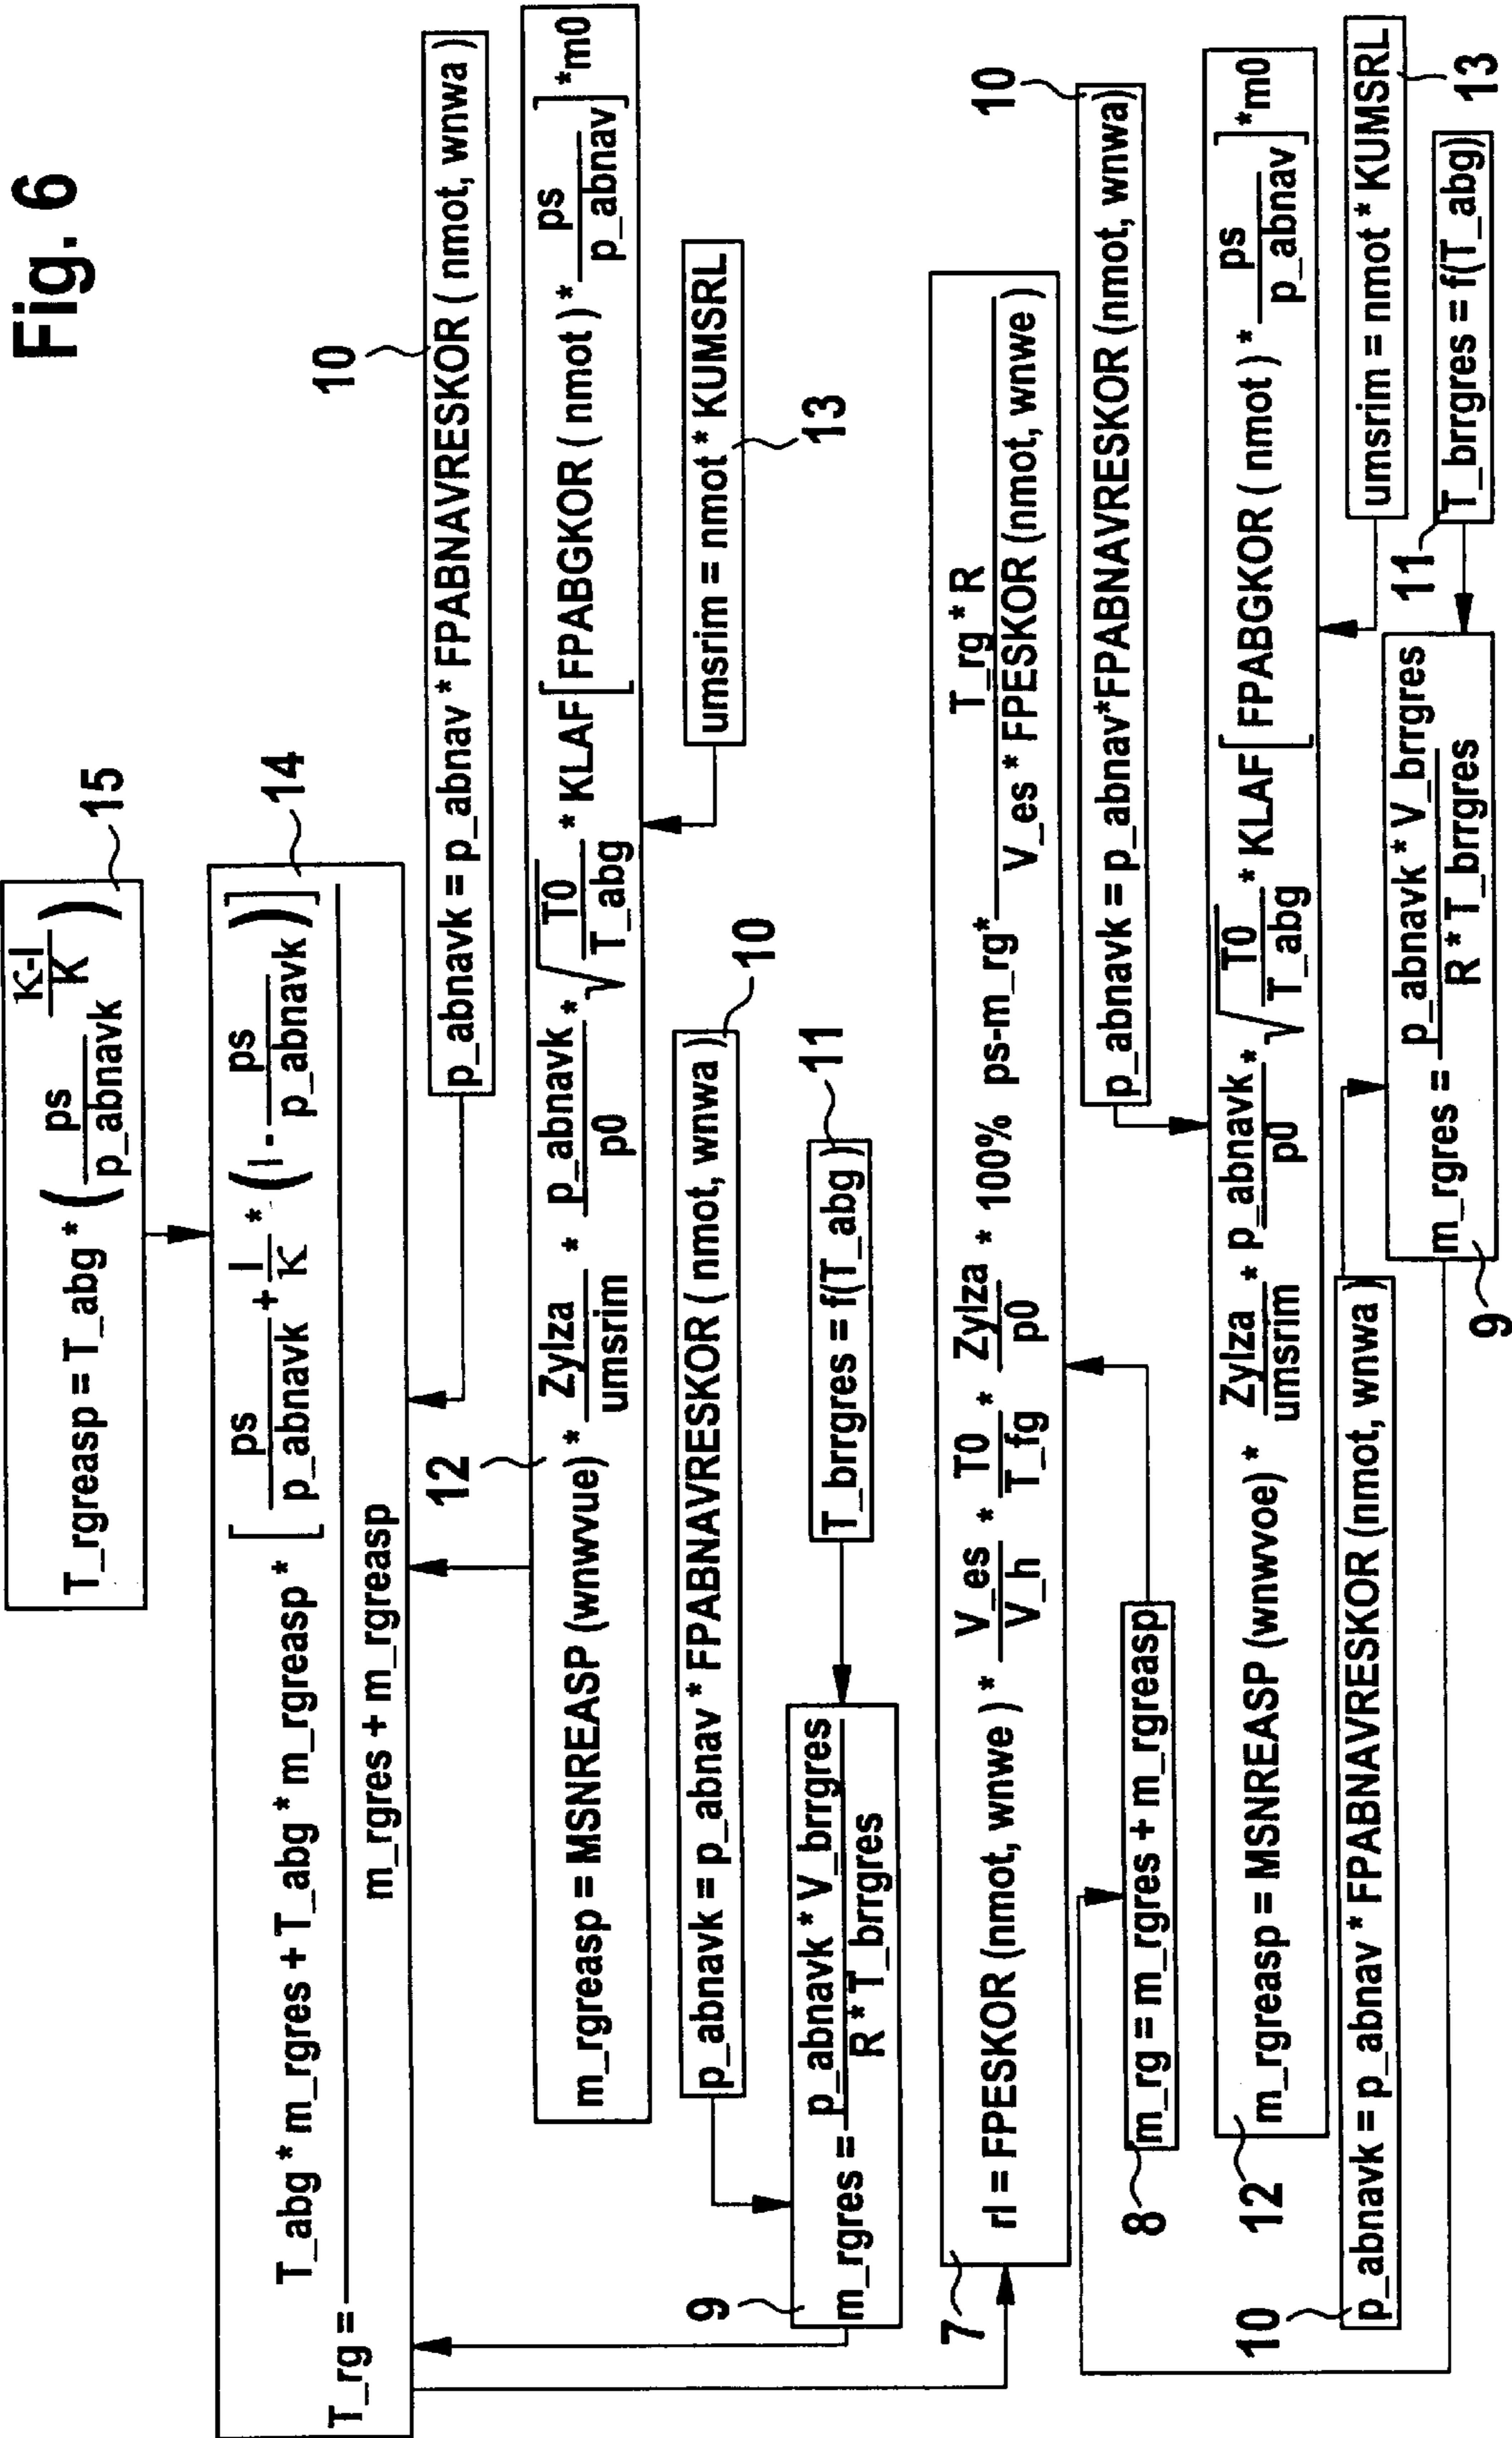 Fig. 6
T_rgreasp = T_abg * ( ps / p_abnavk ) κ-1 / K
15
T_rg = T_abg * m_rgres + T_abg * m_rgreasp * [ ps / p_abnavk + 1 / K * ( 1 - ps / p_abnavk ) ] / m_rgres + m_rgreasp
14
p_abnavk = p_abnav * FPABNAVRESKOR ( nmot, wnwa )
10
12
m_rgreasp = MSNREASP (wnwvue) * Zylza / umsrim * p_abnavk / p0 * √ T0 / T_abg * KLAF [ FPABGKOR ( nmot ) * ps / p_abnav ] *m0
p_abnavk = p_abnav * FPABNAVRESKOR ( nmot, wnwa )
10
umsrim = nmot * KUMSRL
13
9
m_rgres = p_abnavk * V_brrgres / R * T_brrgres
T_brrgres = f(T_abg )
11
7
rl = FPESKOR (nmot, wnwe ) * V_es / V_h * T0 / T_fg * Zylza / p0 * 100% ps-m_rg* T_rg * R / V_es * FPESKOR (nmot, wnwe )
8
m_rg = m_rgres + m_rgreasp
p_abnavk = p_abnav*FPABNAVRESKOR (nmot, wnwa)
10
12
m_rgreasp = MSNREASP (wnwvoe) * Zylza / umsrim * p_abnavk / p0 * √ T0 / T_abg * KLAF [ FPABGKOR ( nmot ) * ps / p_abnav ] *m0
10
p_abnavk = p_abnav * FPABNAVRESKOR (nmot, wnwa )
umsrim = nmot * KUMSRL
13
9
m_rgres = p_abnavk * V_brrgres / R * T_brrgres
11
T_brrgres = f(T_abg)